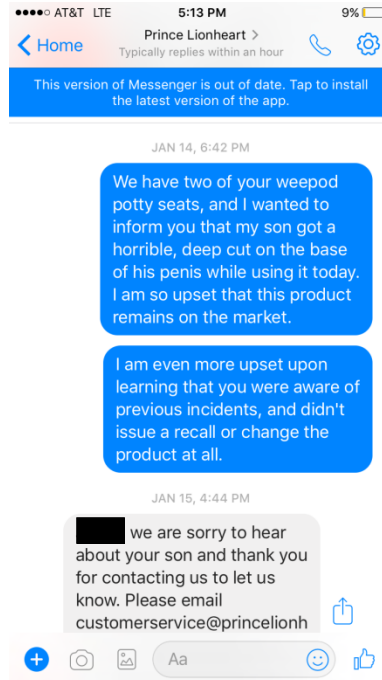 AT&T LTE 5:13 PM 9%
Home
Prince Lionheart >
Typically replies within an hour
This version of Messenger is out of date. Tap to install
the latest version of the app.
JAN 14, 6:42 PM
We have two of your weepod
potty seats, and I wanted to
inform you that my son got a
horrible, deep cut on the base
of his penis while using it today.
I am so upset that this product
remains on the market.
I am even more upset upon
learning that you were aware of
previous incidents, and didn't
issue a recall or change the
product at all.
JAN 15, 4:44 PM
we are sorry to hear
about your son and thank you
for contacting us to let us
know. Please email
customerservice@princelionh
Aa